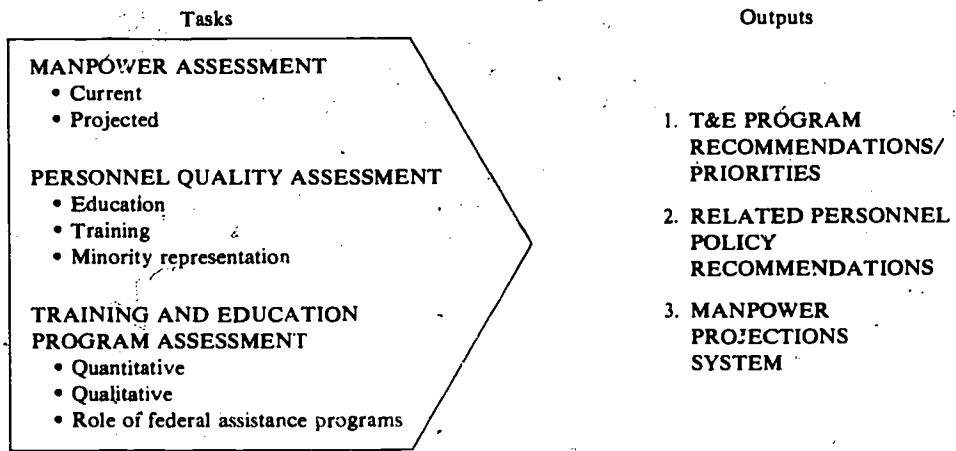 Tasks
MANPOWER ASSESSMENT
• Current
• Projected
PERSONNEL QUALITY ASSESSMENT
• Education
• Training
• Minority representation
TRAINING AND EDUCATION
PROGRAM ASSESSMENT
• Quantitative
• Qualitative
• Role of federal assistance programs
Outputs
1. T&E PROGRAM
RECOMMENDATIONS/
PRIORITIES
2. RELATED PERSONNEL
POLICY
RECOMMENDATIONS
3. MANPOWER
PROJECTIONS
SYSTEM